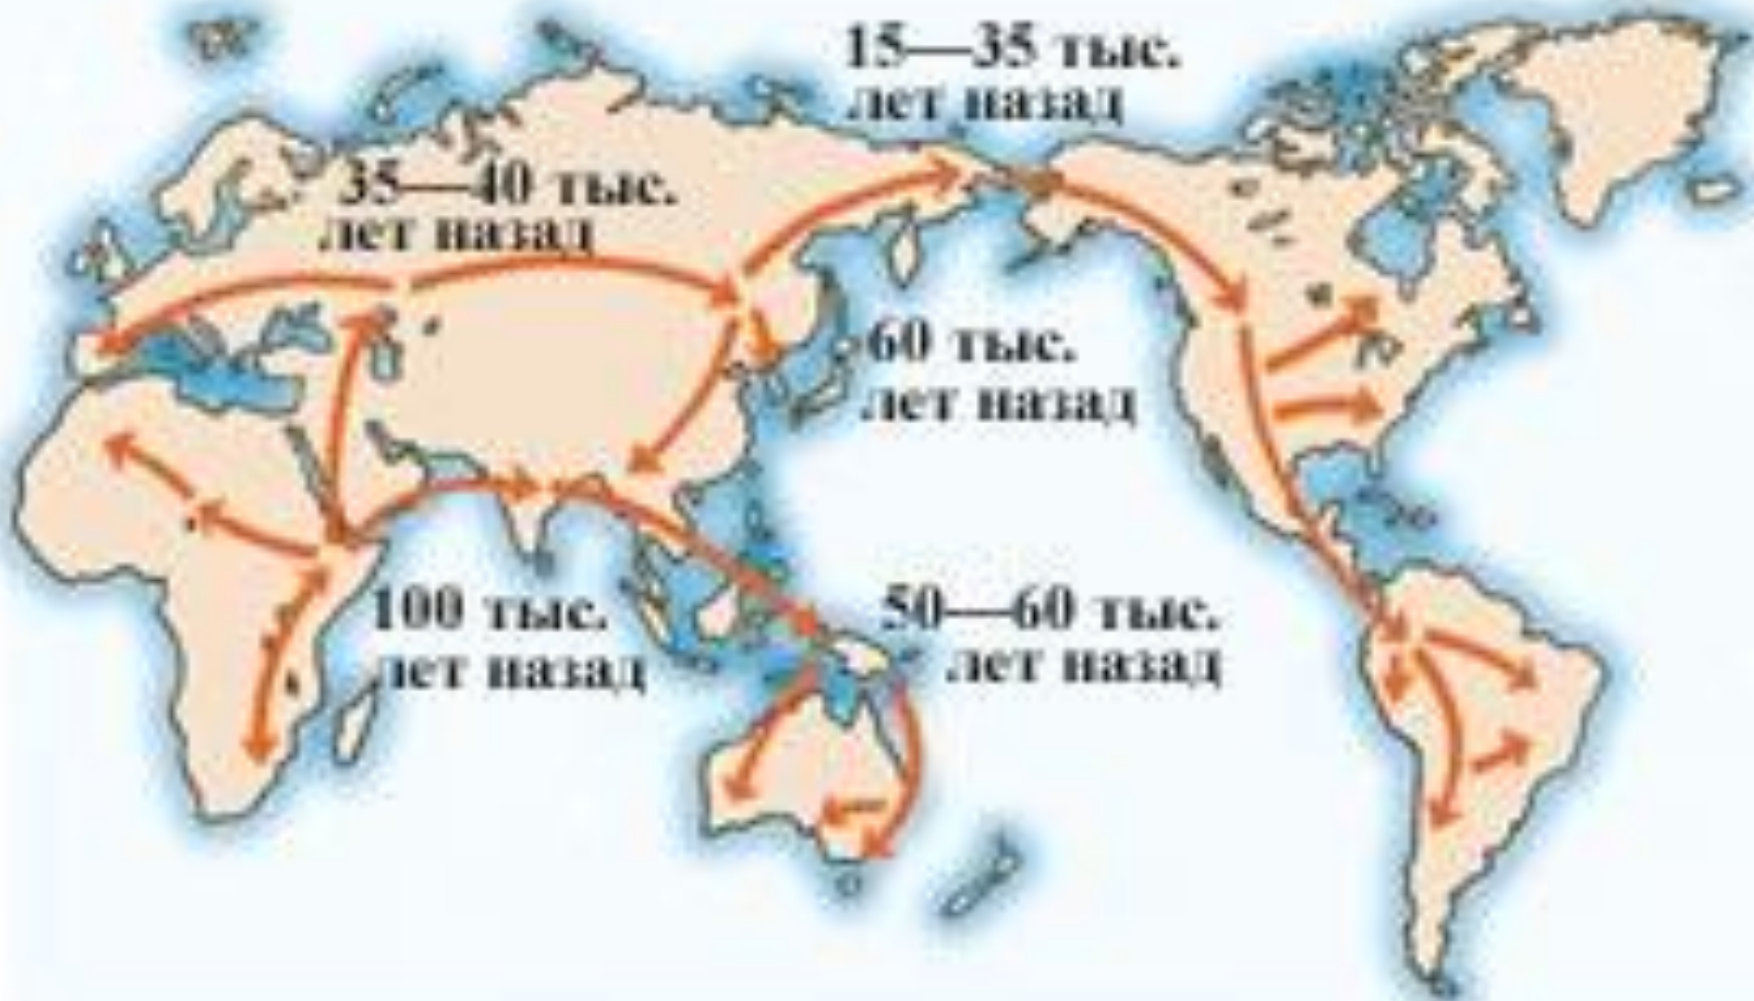 15—35 тыс.
лет назад
35—40 тыс.
лет назад
60 тыс.
лет назад
100 тыс.
лет назад
50—60 тыс.
лет назад